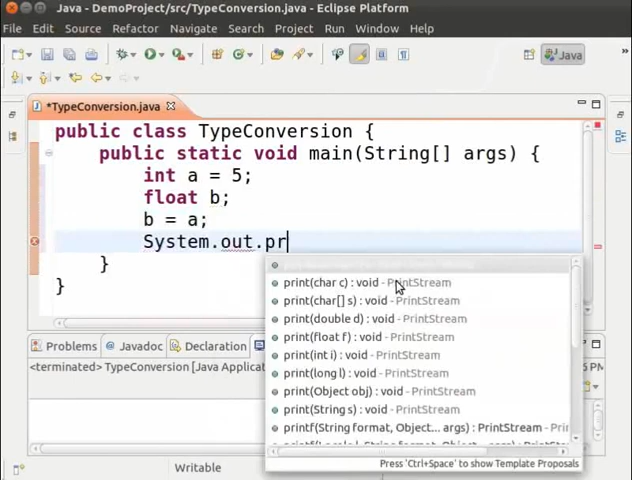 Java - DemoProject/src/TypeConversion.java - Eclipse Platform
File Edit Source Refactor Navigate Search Project Run Window Help
Java
*TypeConversion.java
public class TypeConversion {
public static void main(String[] args) {
int a = 5;
float b;
b = a;
System.out.pr
}
}
print(char c) : void - PrintStream
print(char[] s) : void - PrintStream
print(double d) : void - PrintStream
print(float f) : void - PrintStream
print(int i) : void - PrintStream
print(long l) : void - PrintStream
print(Object obj) : void - PrintStream
print(String s) : void - PrintStream
printf(String format, Object... args) : PrintStream - PrintStream
Press 'Ctrl+Space' to show Template Proposals
Problems Javadoc Declaration
<terminated> TypeConversion [Java Applicat
Writable